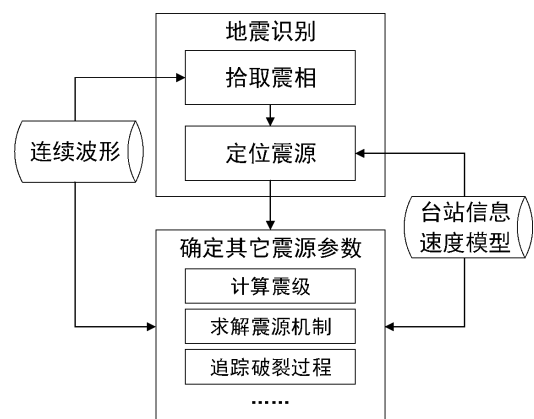 地震识别
拾取震相
连续波形
定位震源
台站信息
速度模型
确定其它震源参数
计算震级
求解震源机制
追踪破裂过程
……